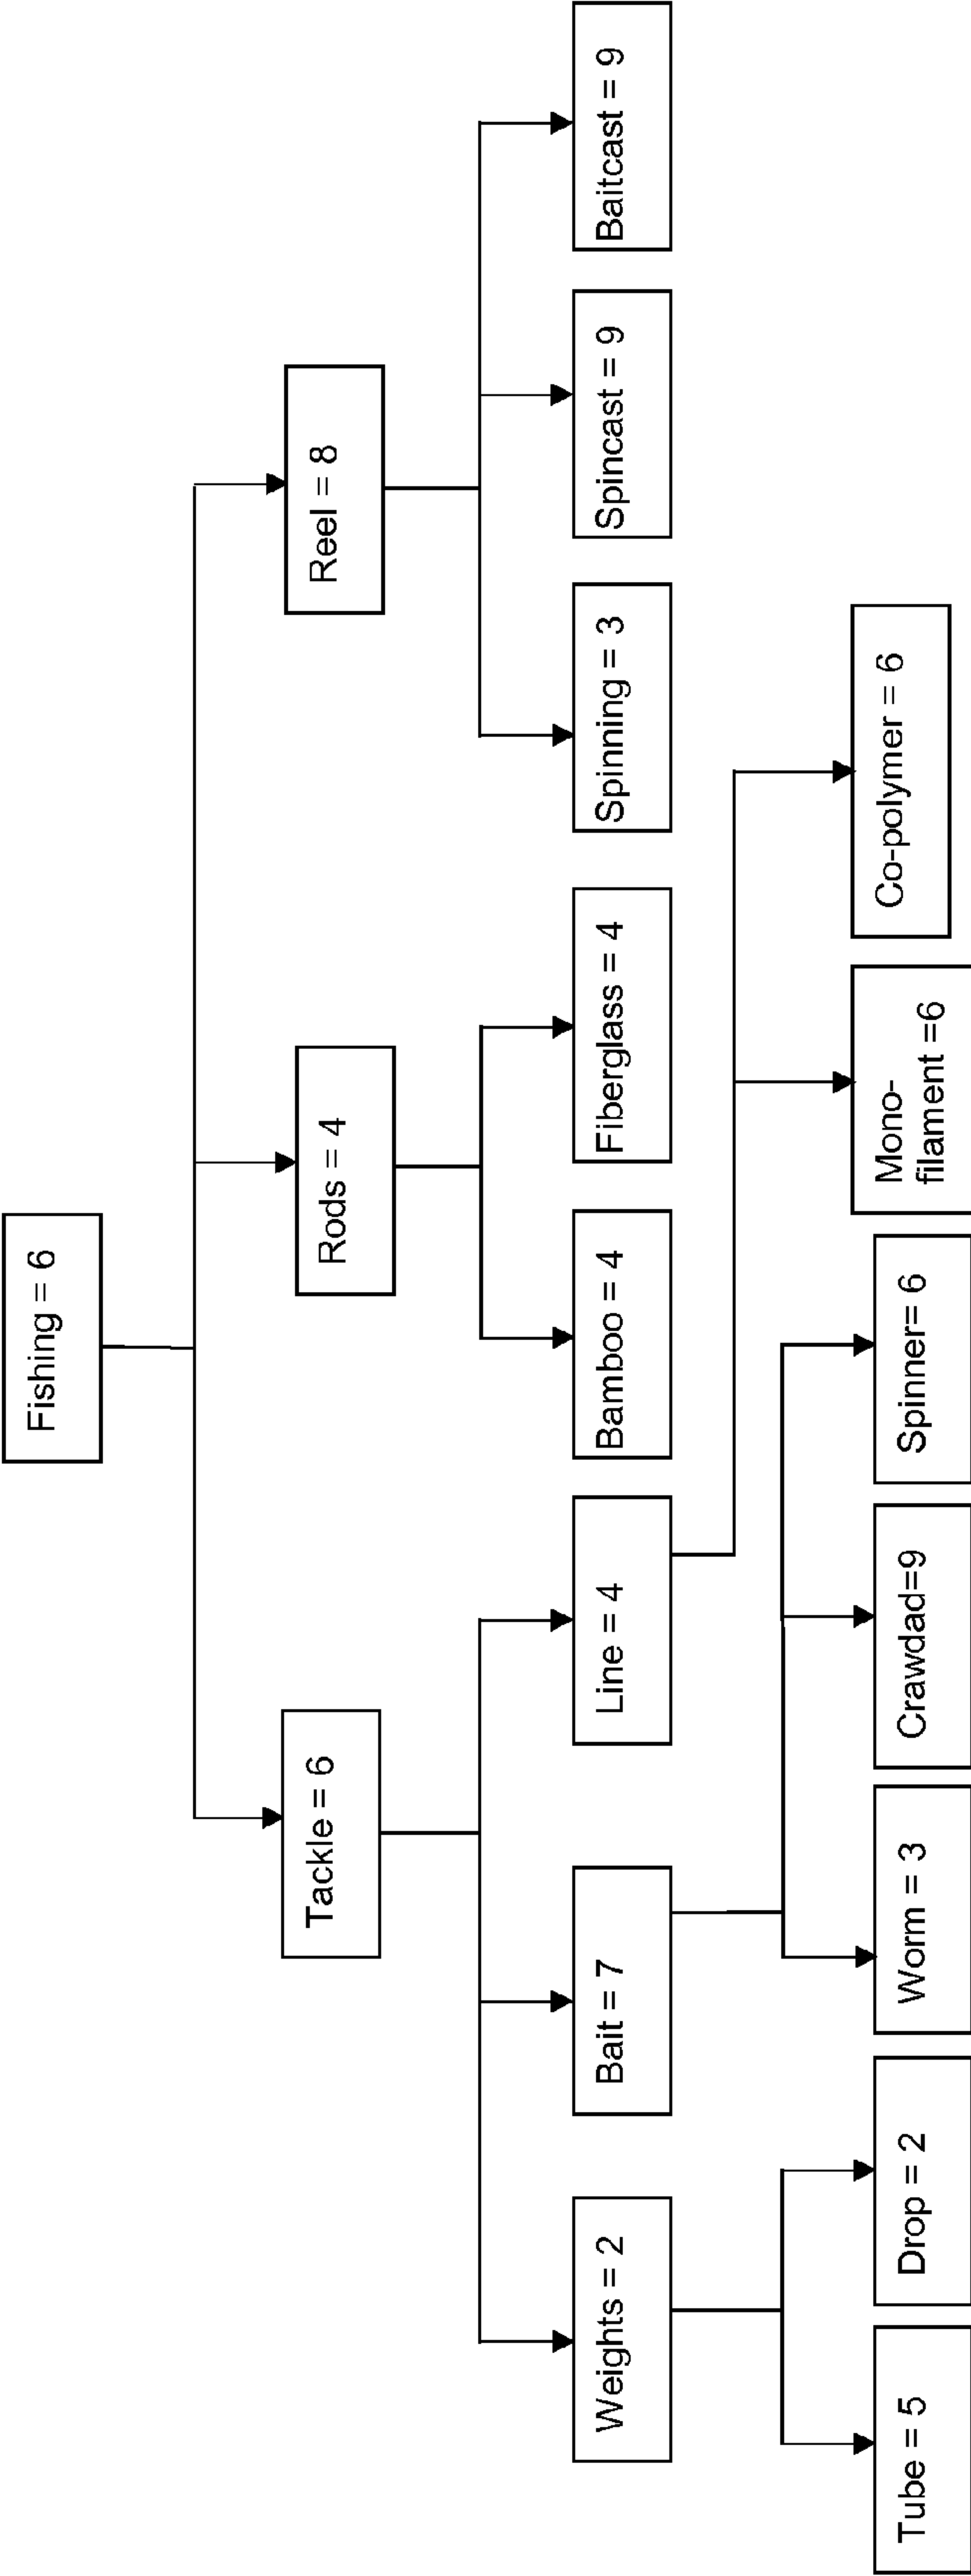 Fishing = 6
Tackle = 6
Rods = 4
Reel = 8
Weights = 2
Bait = 7
Line = 4
Bamboo = 4
Fiberglass = 4
Spinning = 3
Spincast = 9
Baitcast = 9
Tube = 5
Drop = 2
Worm = 3
Crawdad=9
Spinner= 6
Mono-
filament =6
Co-polymer = 6